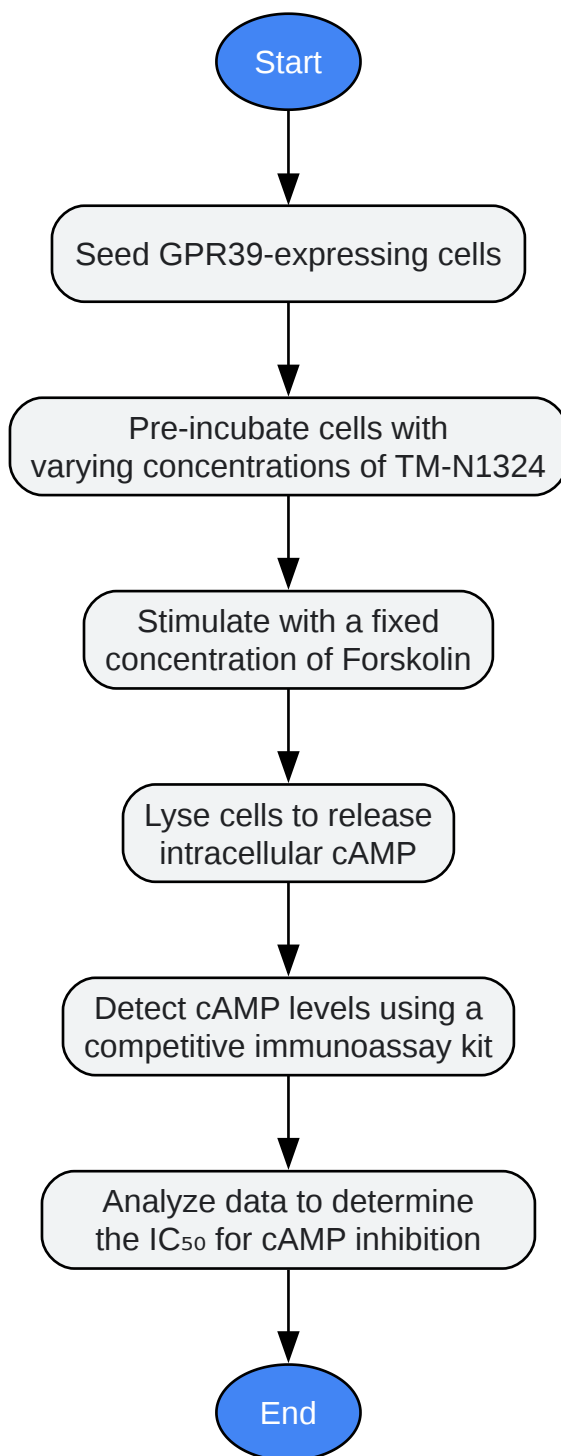 Start
Seed GPR39-expressing cells
Pre-incubate cells with
varying concentrations of TM-N1324
Stimulate with a fixed
concentration of Forskolin
Lyse cells to release
intracellular cAMP
Detect cAMP levels using a
competitive immunoassay kit
Analyze data to determine
the IC₅₀ for cAMP inhibition
End